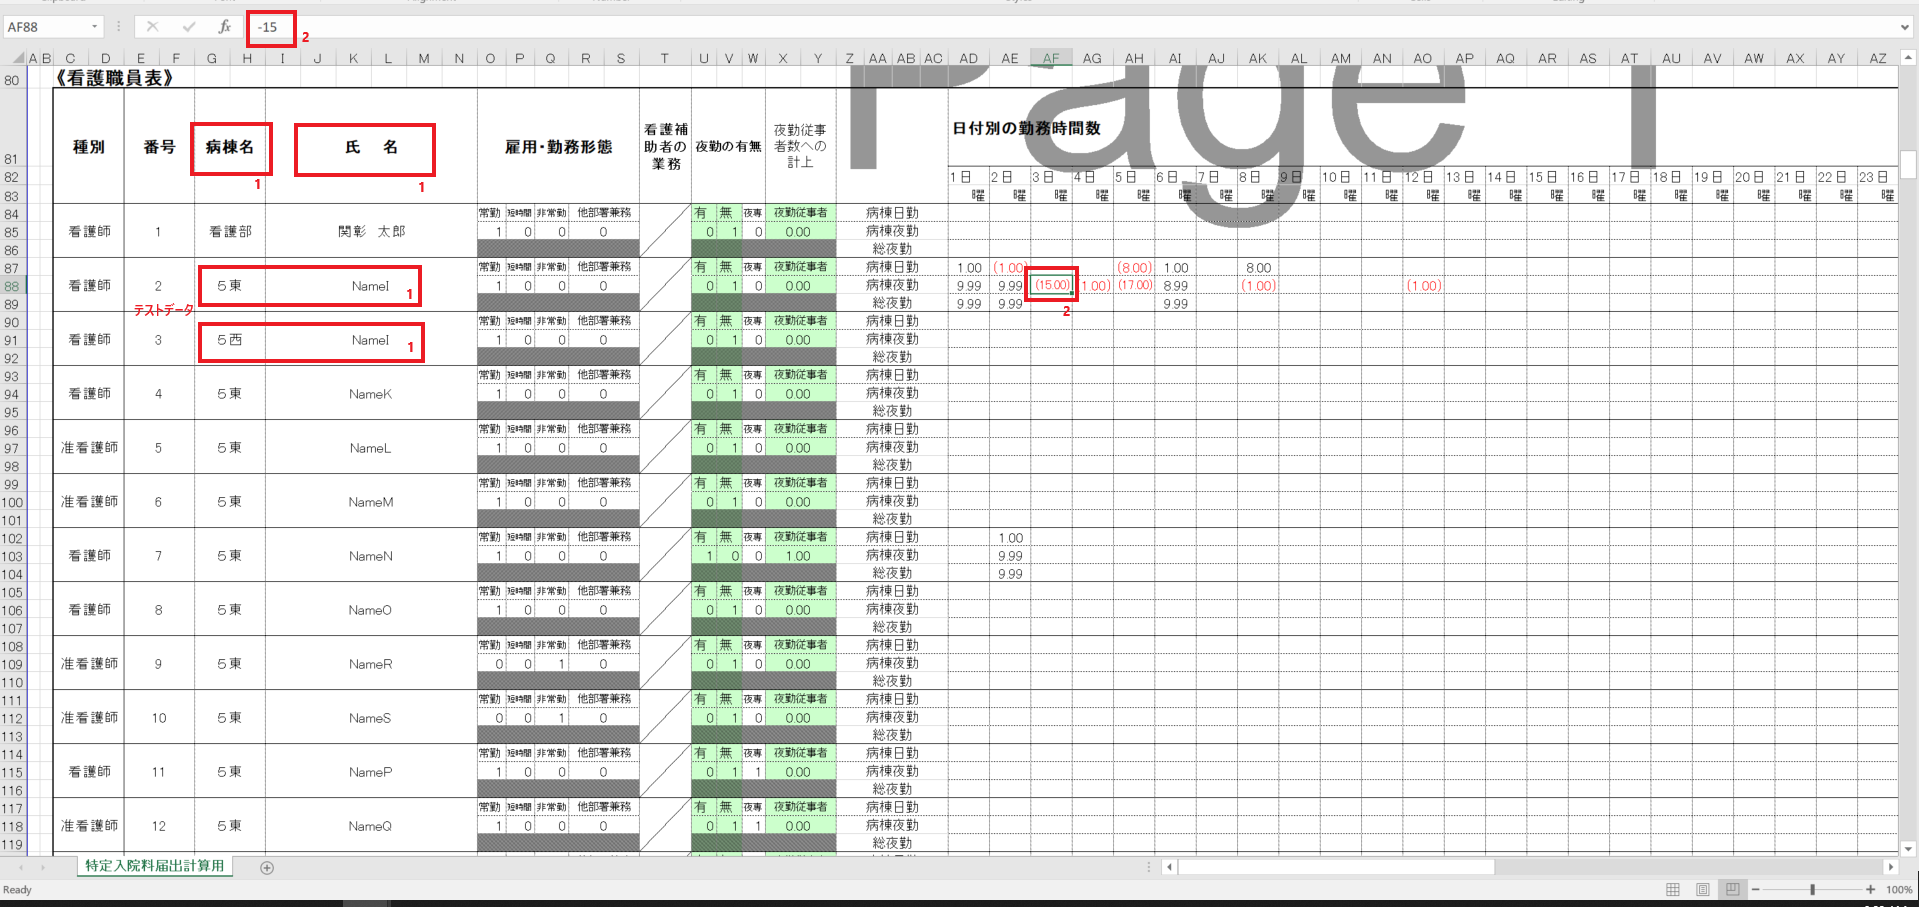 AF88 fx -15 2
A B C D E F G H I J K L M N O P Q R S T U V W X Y Z AA AB AC AD AE AF AG AH AI AJ AK AL AM AN AO AP AQ AR AS AT AU AV AW AX AY AZ
80 《看護職員表》
Page 1
81 種別 番号 病棟名 1 氏 名 1 雇用・勤務形態 看護補助者の業務 夜勤の有無 夜勤従事者数への計上 日付別の勤務時間数
82 1日 2日 3日 4日 5日 6日 7日 8日 9日 10日 11日 12日 13日 14日 15日 16日 17日 18日 19日 20日 21日 22日 23日
83 曜 曜 曜 曜 曜 曜 曜 曜 曜 曜 曜 曜 曜 曜 曜 曜 曜 曜 曜 曜 曜 曜 曜
84 常勤 短時間 非常勤 他部署兼務 有 無 夜専 夜勤従事者 病棟日勤
85 看護師 1 看護部 関彰 太郎 1 0 0 0 0 1 0 0.00 病棟夜勤
86 総夜勤
87 常勤 短時間 非常勤 他部署兼務 有 無 夜専 夜勤従事者 病棟日勤 1.00 (1.00) (8.00) 1.00 8.00
88 看護師 2 5東 NameI 1 1 0 0 0 0 1 0 0.00 病棟夜勤 9.99 9.99 (15.00) (1.00) (17.00) 8.99 (1.00) (1.00)
89 テストデータ 総夜勤 9.99 9.99 2 9.99
90 常勤 短時間 非常勤 他部署兼務 有 無 夜専 夜勤従事者 病棟日勤
91 看護師 3 5西 NameI 1 1 0 0 0 0 1 0 0.00 病棟夜勤
92 総夜勤
93 常勤 短時間 非常勤 他部署兼務 有 無 夜専 夜勤従事者 病棟日勤
94 看護師 4 5東 NameK 1 0 0 0 0 1 0 0.00 病棟夜勤
95 総夜勤
96 常勤 短時間 非常勤 他部署兼務 有 無 夜専 夜勤従事者 病棟日勤
97 准看護師 5 5東 NameL 1 0 0 0 0 1 0 0.00 病棟夜勤
98 総夜勤
99 常勤 短時間 非常勤 他部署兼務 有 無 夜専 夜勤従事者 病棟日勤
100 准看護師 6 5東 NameM 1 0 0 0 0 1 0 0.00 病棟夜勤
101 総夜勤
102 常勤 短時間 非常勤 他部署兼務 有 無 夜専 夜勤従事者 病棟日勤 1.00
103 看護師 7 5東 NameN 1 0 0 0 1 0 0 1.00 病棟夜勤 9.99
104 総夜勤 9.99
105 常勤 短時間 非常勤 他部署兼務 有 無 夜専 夜勤従事者 病棟日勤
106 看護師 8 5東 NameO 1 0 0 0 0 1 0 0.00 病棟夜勤
107 総夜勤
108 常勤 短時間 非常勤 他部署兼務 有 無 夜専 夜勤従事者 病棟日勤
109 准看護師 9 5東 NameR 0 0 1 0 0 1 0 0.00 病棟夜勤
110 総夜勤
111 常勤 短時間 非常勤 他部署兼務 有 無 夜専 夜勤従事者 病棟日勤
112 准看護師 10 5東 NameS 0 0 1 0 0 1 0 0.00 病棟夜勤
113 総夜勤
114 常勤 短時間 非常勤 他部署兼務 有 無 夜専 夜勤従事者 病棟日勤
115 看護師 11 5東 NameP 1 0 0 0 0 1 1 0.00 病棟夜勤
116 総夜勤
117 常勤 短時間 非常勤 他部署兼務 有 無 夜専 夜勤従事者 病棟日勤
118 准看護師 12 5東 NameQ 1 0 0 0 0 1 1 0.00 病棟夜勤
119 総夜勤
特定入院料届出計算用
Ready 100%